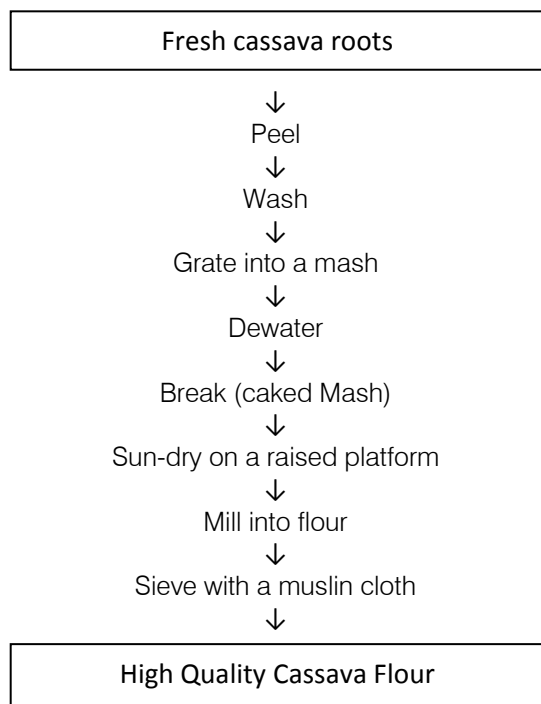 Fresh cassava roots
↓
Peel
↓
Wash
↓
Grate into a mash
↓
Dewater
↓
Break (caked Mash)
↓
Sun-dry on a raised platform
↓
Mill into flour
↓
Sieve with a muslin cloth
↓
High Quality Cassava Flour